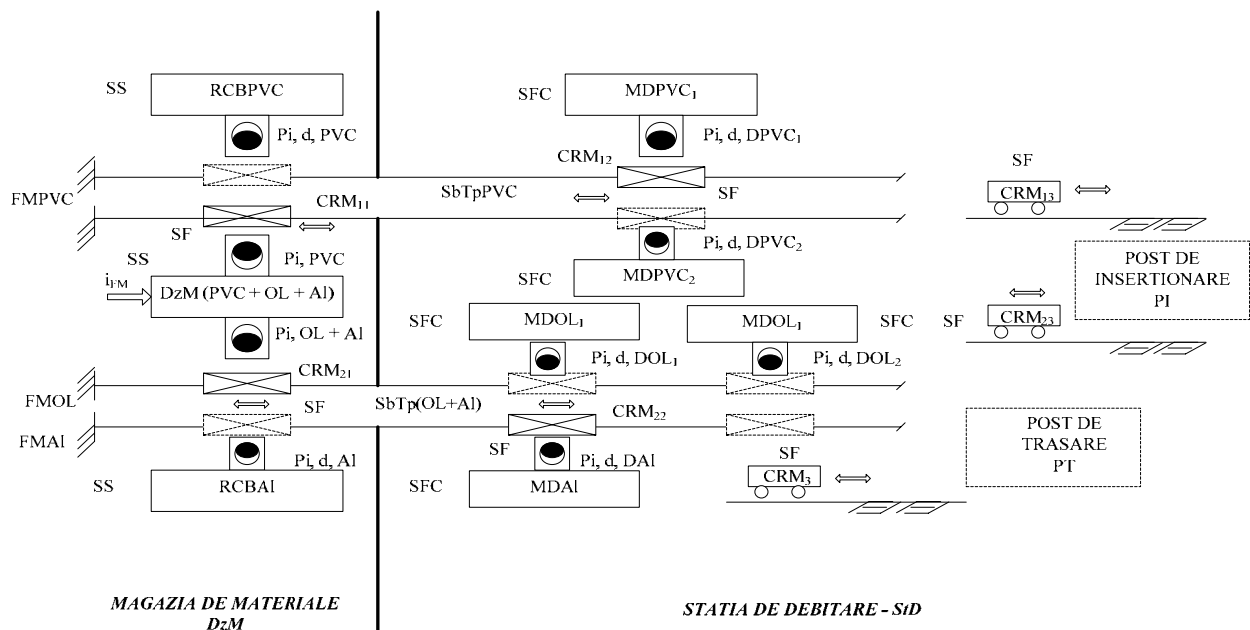 SS
RCBPVC
Pi, d, PVC
SFC
MDPVC1
Pi, d, DPVC1
CRM12
SF
FMPVC
CRM11
SbTpPVC
SF
CRM13
SF
SS
Pi, PVC
Pi, d, DPVC2
MDPVC2
SFC
iFM
DzM (PVC + OL + Al)
POST DE
INSERTIONARE
PI
SFC
MDOL1
MDOL1
SFC
SF
CRM23
Pi, OL + Al
Pi, d, DOL1
Pi, d, DOL2
CRM21
FMOL
SF
SbTp(OL+Al)
CRM22
FMAl
POST DE
TRASARE
PT
Pi, d, Al
SF
Pi, d, DAl
SF
SS
RCBAl
SFC
MDAl
CRM3
MAGAZIA DE MATERIALE
DzM
STATIA DE DEBITARE - StD